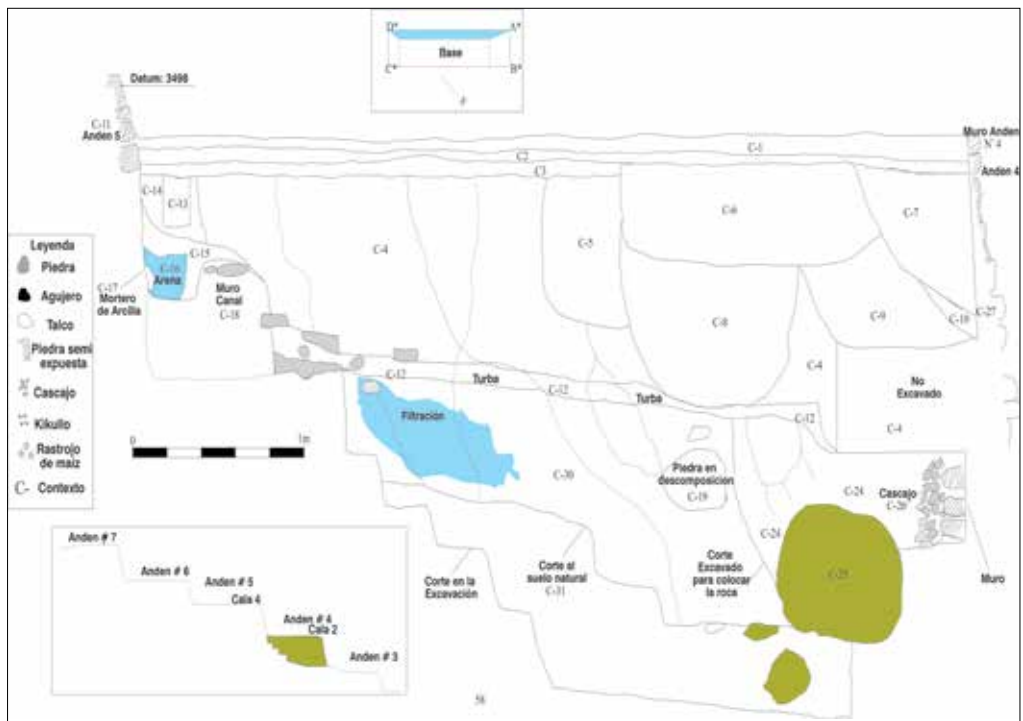 D*
A*
Base
C*
B*
Datum: 3498
C-11
Anden 5
Muro Anden
N°4
Anden 4
C-1
C2
C3
C-14
C-13
C-4
C-5
C-6
C-7
C-15
C-16
Arena
C-17
Mortero
de Arcilla
Muro
Canal
C-18
C-8
C-9
C-10
C-27
C-4
No
Excavado
C-4
C-12
Turba
C-12
Turba
C-12
Filtración
C-30
Piedra en
descomposicion
C-19
C-24
Cascajo
C-26
C-24
C-25
Corte
Excavado
para colocar
la roca
Muro
Corte en la
Excavación
Corte al
suelo natural
C-31
Leyenda
Piedra
Agujero
Talco
Piedra semi
expuesta
Cascajo
Kikullo
Rastrojo
de maiz
C- Contexto
0
1m
Anden # 7
Anden # 6
Anden # 5
Cala 4
Anden # 4
Cala 2
Anden # 3